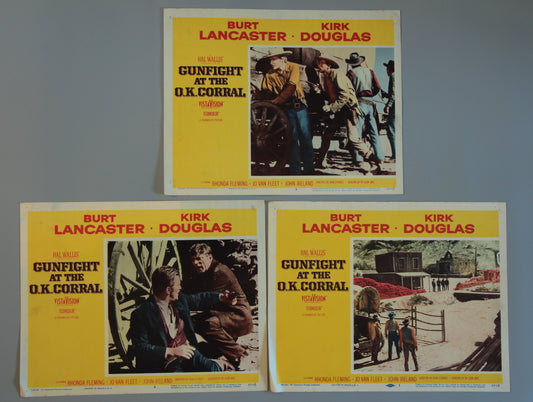 BURT KIRK
LANCASTER · DOUGLAS
HAL WALLIS'
GUNFIGHT
AT THE
O.K. CORRAL
VISTAVISION
TECHNICOLOR
RHONDA FLEMING · JO VAN FLEET · JOHN IRELAND
BURT KIRK
LANCASTER · DOUGLAS
HAL WALLIS'
GUNFIGHT
AT THE
O.K. CORRAL
VISTAVISION
TECHNICOLOR
RHONDA FLEMING · JO VAN FLEET · JOHN IRELAND
BURT KIRK
LANCASTER · DOUGLAS
HAL WALLIS'
GUNFIGHT
AT THE
O.K. CORRAL
VISTAVISION
TECHNICOLOR
RHONDA FLEMING · JO VAN FLEET · JOHN IRELAND